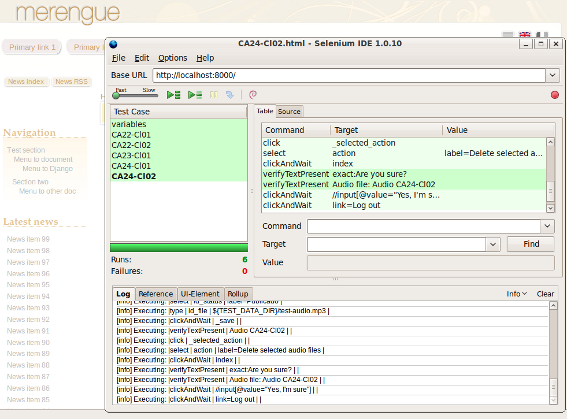 merengue
Primary link 1
Primary
News index
News RSS
Navigation
Test section
Menu to document
Menu to Django
Section two
Menu to other doc
Latest news
News item 99
News item 98
News item 97
News item 96
News item 95
News item 94
News item 93
News item 92
News item 91
News item 90
News item 89
News item 88
News item 87
News item 86
News item 85
CA24-Cl02.html - Selenium IDE 1.0.10
File Edit Options Help
Base URL http://localhost:8000/
Fast Slow
Test Case
variables
CA22-Cl01
CA22-Cl02
CA23-Cl01
CA24-Cl01
CA24-Cl02
Runs: 6
Failures: 0
Table Source
Command Target Value
click _selected_action
select action label=Delete selected a...
clickAndWait index
verifyTextPresent exact:Are you sure?
verifyTextPresent Audio file: Audio CA24-Cl02
clickAndWait //input[@value="Yes, I'm s...
clickAndWait link=Log out
Command
Target Find
Value
Log Reference UI-Element Rollup Info Clear
[info] Executing: |select | id_status | label=Publicado |
[info] Executing: |type | id_file | ${TEST_DATA_DIR}/test-audio.mp3 |
[info] Executing: |clickAndWait | _save | |
[info] Executing: |verifyTextPresent | Audio CA24-Cl02 | |
[info] Executing: |click | _selected_action | |
[info] Executing: |select | action | label=Delete selected audio files |
[info] Executing: |clickAndWait | index | |
[info] Executing: |verifyTextPresent | exact:Are you sure? | |
[info] Executing: |verifyTextPresent | Audio file: Audio CA24-Cl02 | |
[info] Executing: |clickAndWait | //input[@value="Yes, I'm sure"] | |
[info] Executing: |clickAndWait | link=Log out | |